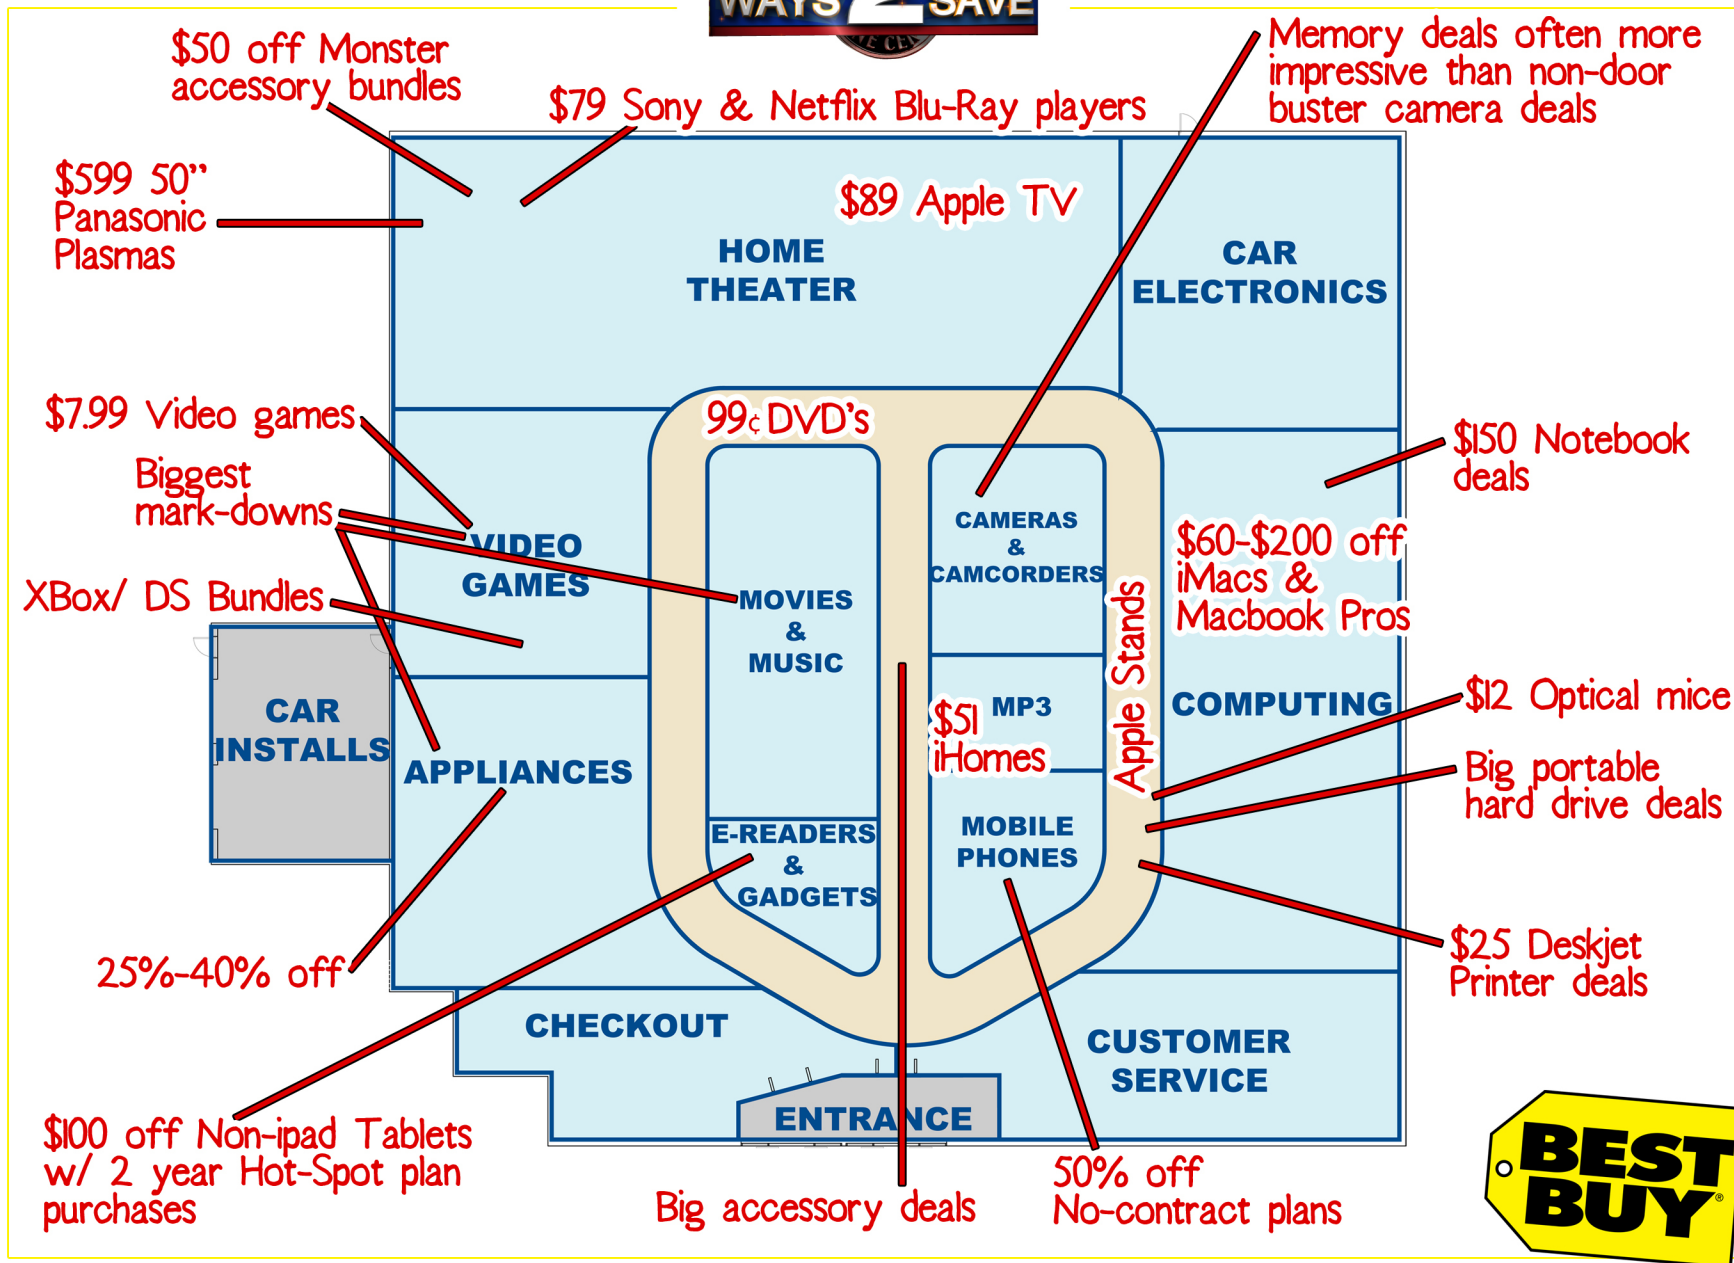 WAYS 2 SAVE
$50 off Monster
accessory bundles
$79 Sony & Netflix Blu-Ray players
Memory deals often more
impressive than non-door
buster camera deals
$599 50”
Panasonic
Plasmas
$89 Apple TV
HOME
THEATER
CAR
ELECTRONICS
$7.99 Video games
99¢ DVD's
$150 Notebook
deals
Biggest
mark-downs
VIDEO
GAMES
XBox/ DS Bundles
MOVIES
&
MUSIC
CAMERAS
&
CAMCORDERS
$60-$200 off
iMacs &
Macbook Pros
Apple Stands
CAR
INSTALLS
APPLIANCES
MP3
$51
iHomes
COMPUTING
$12 Optical mice
Big portable
hard drive deals
E-READERS
&
GADGETS
MOBILE
PHONES
25%-40% off
$25 Deskjet
Printer deals
CHECKOUT
CUSTOMER
SERVICE
ENTRANCE
$100 off Non-ipad Tablets
w/ 2 year Hot-Spot plan
purchases
Big accessory deals
50% off
No-contract plans
BEST
BUY®